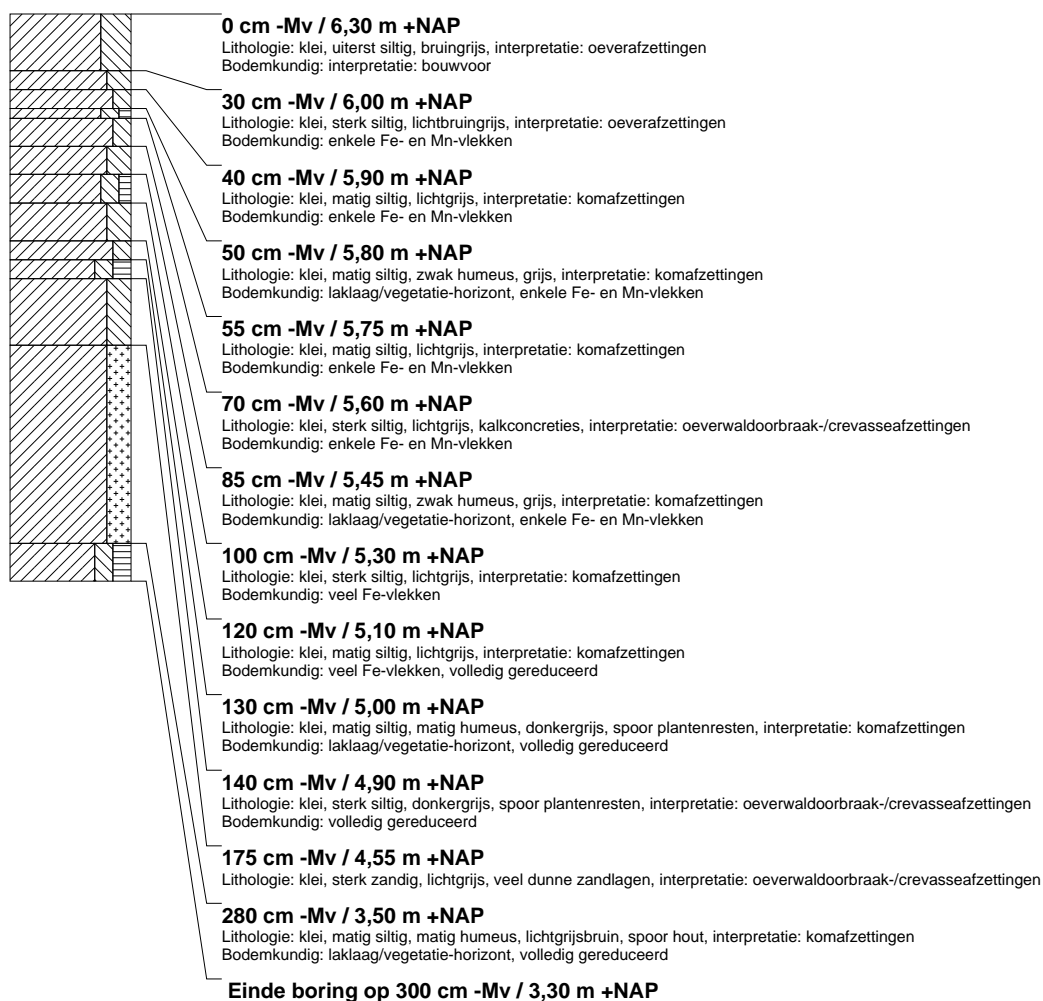 0 cm -Mv / 6,30 m +NAP
Lithologie: klei, uiterst siltig, bruingrijs, interpretatie: oeverafzettingen
Bodemkundig: interpretatie: bouwvoor
30 cm -Mv / 6,00 m +NAP
Lithologie: klei, sterk siltig, lichtbruingrijs, interpretatie: oeverafzettingen
Bodemkundig: enkele Fe- en Mn-vlekken
40 cm -Mv / 5,90 m +NAP
Lithologie: klei, matig siltig, lichtgrijs, interpretatie: komafzettingen
Bodemkundig: enkele Fe- en Mn-vlekken
50 cm -Mv / 5,80 m +NAP
Lithologie: klei, matig siltig, zwak humeus, grijs, interpretatie: komafzettingen
Bodemkundig: laklaag/vegetatie-horizont, enkele Fe- en Mn-vlekken
55 cm -Mv / 5,75 m +NAP
Lithologie: klei, matig siltig, lichtgrijs, interpretatie: komafzettingen
Bodemkundig: enkele Fe- en Mn-vlekken
70 cm -Mv / 5,60 m +NAP
Lithologie: klei, sterk siltig, lichtgrijs, kalkconcreties, interpretatie: oeverwaldoorbraak-/crevasseafzettingen
Bodemkundig: enkele Fe- en Mn-vlekken
85 cm -Mv / 5,45 m +NAP
Lithologie: klei, matig siltig, zwak humeus, grijs, interpretatie: komafzettingen
Bodemkundig: laklaag/vegetatie-horizont, enkele Fe- en Mn-vlekken
100 cm -Mv / 5,30 m +NAP
Lithologie: klei, sterk siltig, lichtgrijs, interpretatie: komafzettingen
Bodemkundig: veel Fe-vlekken
120 cm -Mv / 5,10 m +NAP
Lithologie: klei, matig siltig, lichtgrijs, interpretatie: komafzettingen
Bodemkundig: veel Fe-vlekken, volledig gereduceerd
130 cm -Mv / 5,00 m +NAP
Lithologie: klei, matig siltig, matig humeus, donkergrijs, spoor plantenresten, interpretatie: komafzettingen
Bodemkundig: laklaag/vegetatie-horizont, volledig gereduceerd
140 cm -Mv / 4,90 m +NAP
Lithologie: klei, sterk siltig, donkergrijs, spoor plantenresten, interpretatie: oeverwaldoorbraak-/crevasseafzettingen
Bodemkundig: volledig gereduceerd
175 cm -Mv / 4,55 m +NAP
Lithologie: klei, sterk zandig, lichtgrijs, veel dunne zandlagen, interpretatie: oeverwaldoorbraak-/crevasseafzettingen
280 cm -Mv / 3,50 m +NAP
Lithologie: klei, matig siltig, matig humeus, lichtgrijsbruin, spoor hout, interpretatie: komafzettingen
Bodemkundig: laklaag/vegetatie-horizont, volledig gereduceerd
Einde boring op 300 cm -Mv / 3,30 m +NAP